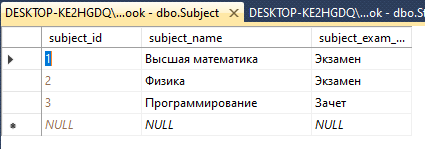 DESKTOP-KE2HGDQ\...ook - dbo.Subject DESKTOP-KE2HGDQ\...ook - dbo.St
subject_id subject_name subject_exam_...
1 Высшая математика Экзамен
2 Физика Экзамен
3 Программирование Зачет
NULL NULL NULL